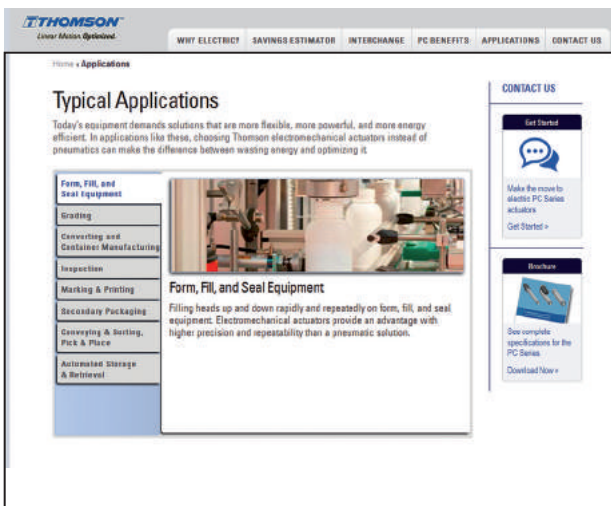 THOMSON
Linear Motion. Optimized.
WHY ELECTRIC?
SAVINGS ESTIMATOR
INTERCHANGE
PC BENEFITS
APPLICATIONS
CONTACT US
Home « Applications
Typical Applications
Today's equipment demands solutions that are more flexible, more powerful, and more energy
efficient. In applications like these, choosing Thomson electromechanical actuators instead of
pneumatics can make the difference between wasting energy and optimizing it.
Form, Fill, and
Seal Equipment
Grading
Converting and
Container Manufacturing
Inspection
Marking & Printing
Secondary Packaging
Conveying & Sorting,
Pick & Place
Automated Storage
& Retrieval
Form, Fill, and Seal Equipment
Filling heads up and down rapidly and repeatedly on form, fill, and seal
equipment. Electromechanical actuators provide an advantage with
higher precision and repeatability than a pneumatic solution.
CONTACT US
Get Started
Make the move to
electric PC Series
actuators
Get Started »
Brochure
See complete
specifications for the
PC Series.
Download Now »